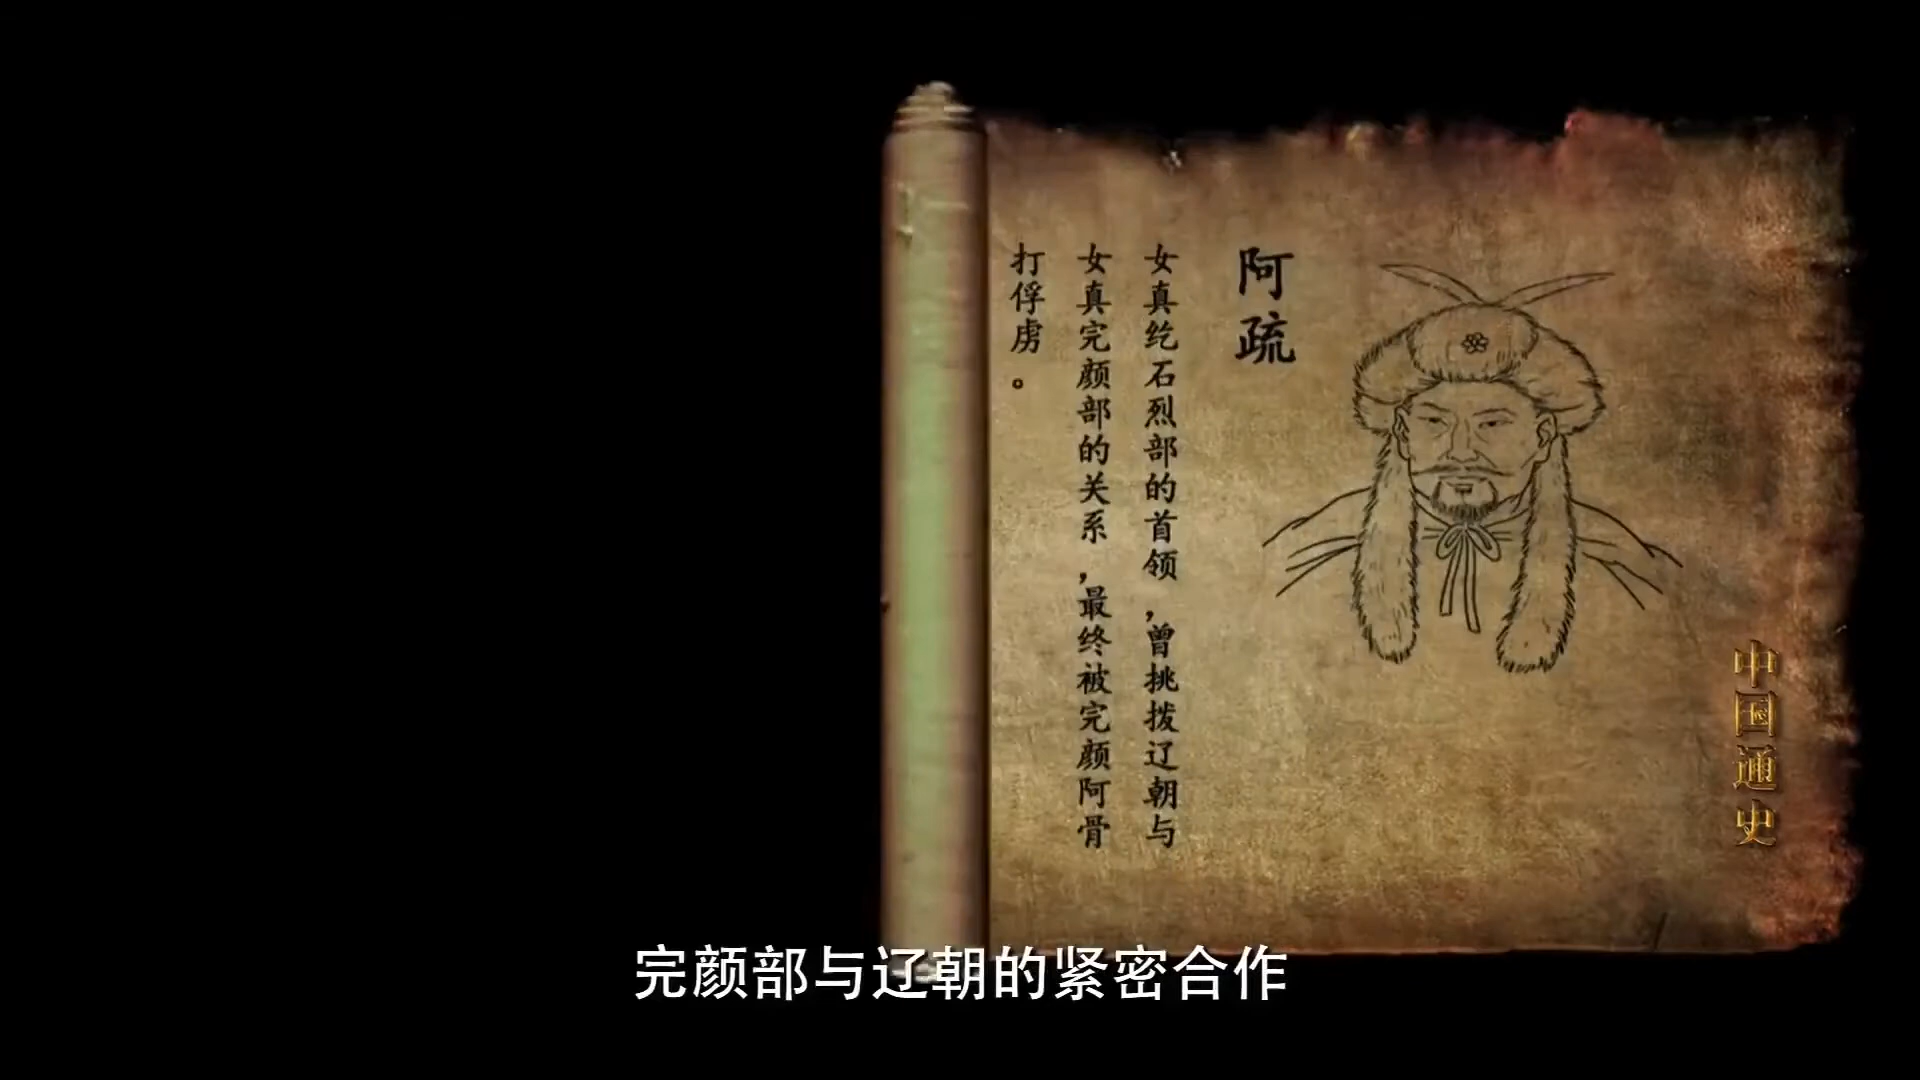 阿疏
女真纥石烈部的首领，曾挑拨辽朝与
女真完颜部的关系，最终被完颜阿骨
打俘虏。
中国通史
完颜部与辽朝的紧密合作